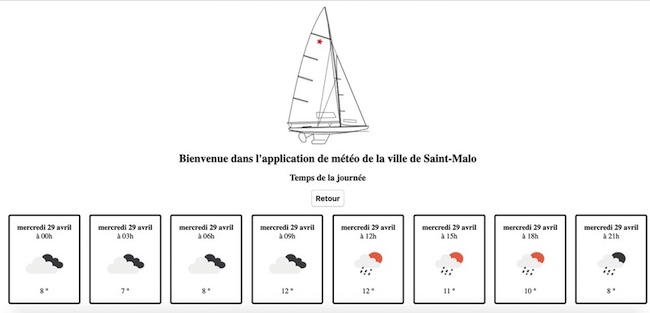 Bienvenue dans l'application de météo de la ville de Saint-Malo
Temps de la journée
Retour
mercredi 29 avril
à 00h
8 °
mercredi 29 avril
à 03h
7 °
mercredi 29 avril
à 06h
8 °
mercredi 29 avril
à 09h
12 °
mercredi 29 avril
à 12h
12 °
mercredi 29 avril
à 15h
11 °
mercredi 29 avril
à 18h
10 °
mercredi 29 avril
à 21h
8 °